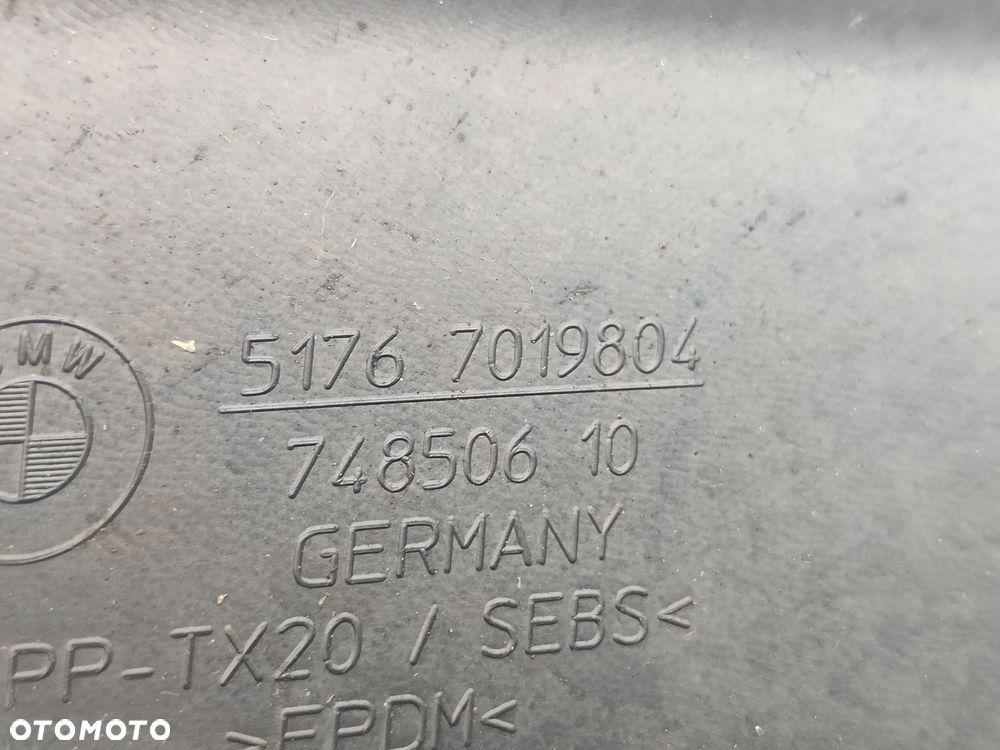 BMW
5176 7019804
748506 10
GERMANY
PP-TX20 / SEBS<
>EPDM<
OTOMOTO